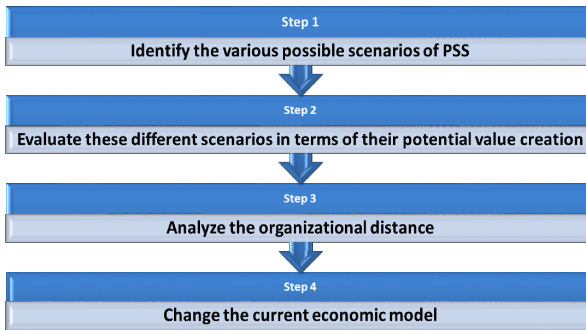 Step 1
Identify the various possible scenarios of PSS
Step 2
Evaluate these different scenarios in terms of their potential value creation
Step 3
Analyze the organizational distance
Step 4
Change the current economic model